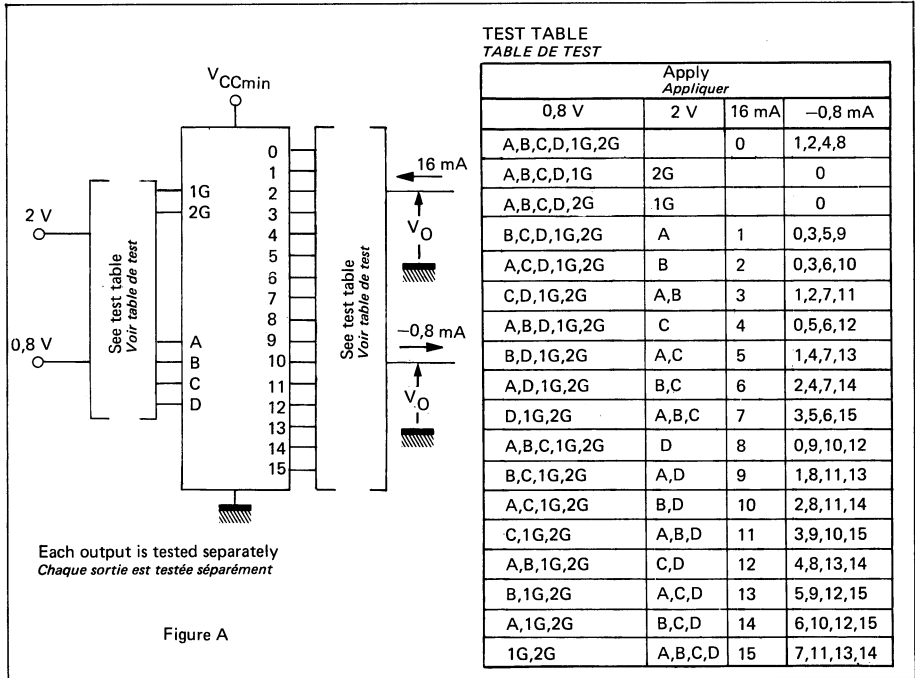 TEST TABLE
TABLE DE TEST
Apply
Appliquer
0,8 V 2 V 16 mA −0,8 mA
A,B,C,D,1G,2G 0 1,2,4,8
A,B,C,D,1G 2G 0
A,B,C,D,2G 1G 0
B,C,D,1G,2G A 1 0,3,5,9
A,C,D,1G,2G B 2 0,3,6,10
C,D,1G,2G A,B 3 1,2,7,11
A,B,D,1G,2G C 4 0,5,6,12
B,D,1G,2G A,C 5 1,4,7,13
A,D,1G,2G B,C 6 2,4,7,14
D,1G,2G A,B,C 7 3,5,6,15
A,B,C,1G,2G D 8 0,9,10,12
B,C,1G,2G A,D 9 1,8,11,13
A,C,1G,2G B,D 10 2,8,11,14
C,1G,2G A,B,D 11 3,9,10,15
A,B,1G,2G C,D 12 4,8,13,14
B,1G,2G A,C,D 13 5,9,12,15
A,1G,2G B,C,D 14 6,10,12,15
1G,2G A,B,C,D 15 7,11,13,14
VCCmin
2 V
0,8 V
See test table
Voir table de test
1G
2G
A
B
C
D
0
1
2
3
4
5
6
7
8
9
10
11
12
13
14
15
See test table
Voir table de test
16 mA
VO
−0,8 mA
VO
Each output is tested separately
Chaque sortie est testée séparément
Figure A